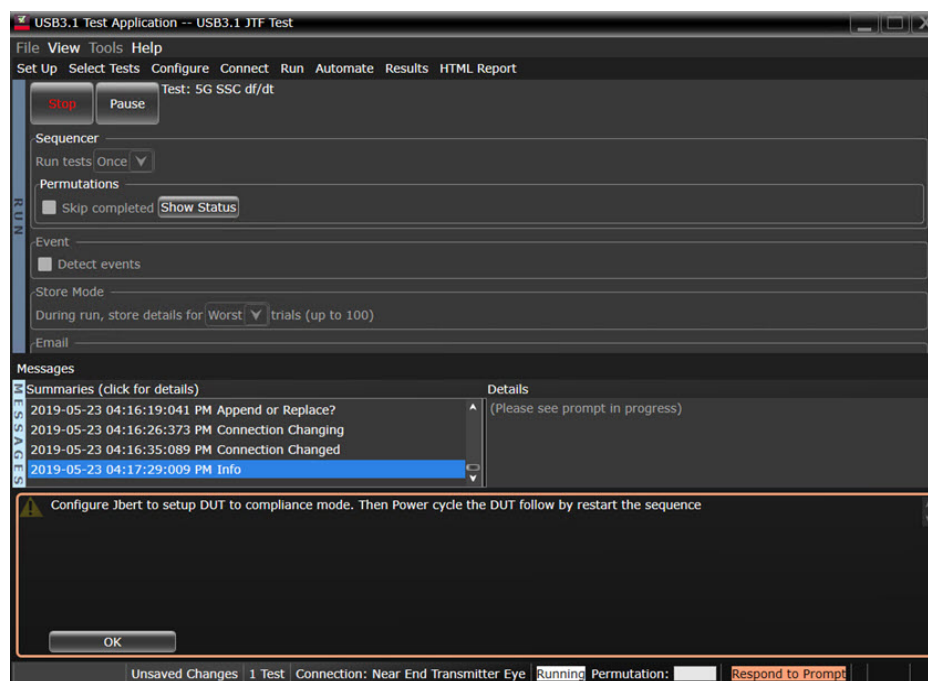 USB3.1 Test Application -- USB3.1 JTF Test
File View Tools Help
Set Up Select Tests Configure Connect Run Automate Results HTML Report
Stop Pause Test: 5G SSC df/dt
Sequencer
Run tests Once
Permutations
Skip completed Show Status
RUN
Event
Detect events
Store Mode
During run, store details for Worst trials (up to 100)
Email
Messages
MESSAGES
Summaries (click for details) Details
2019-05-23 04:16:19:041 PM Append or Replace? (Please see prompt in progress)
2019-05-23 04:16:26:373 PM Connection Changing
2019-05-23 04:16:35:089 PM Connection Changed
2019-05-23 04:17:29:009 PM Info
Configure Jbert to setup DUT to compliance mode. Then Power cycle the DUT follow by restart the sequence
OK
Unsaved Changes 1 Test Connection: Near End Transmitter Eye Running Permutation: Respond to Prompt